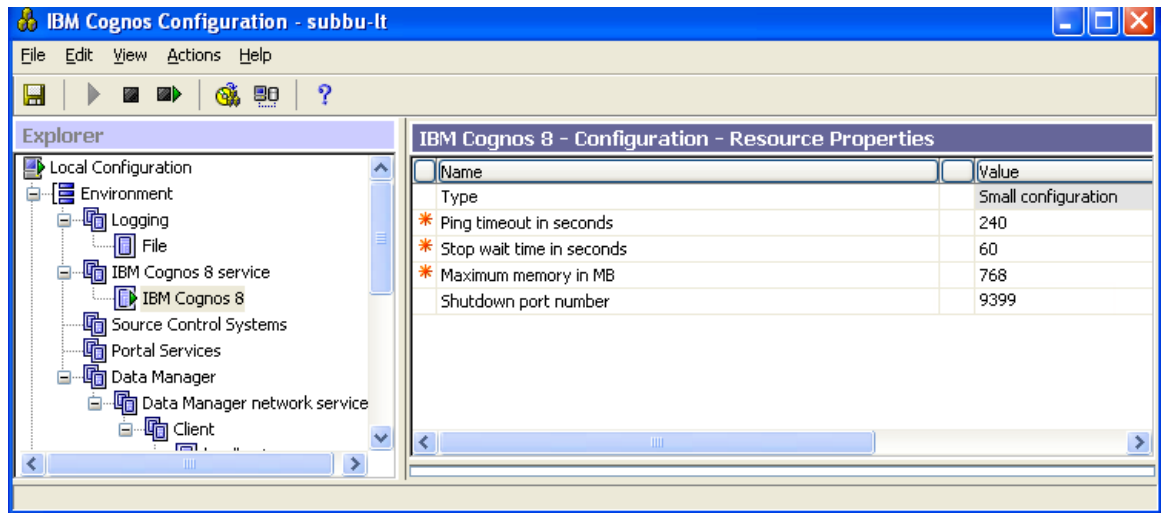 IBM Cognos Configuration - subbu-lt
File Edit View Actions Help
Explorer
Local Configuration
Environment
Logging
File
IBM Cognos 8 service
IBM Cognos 8
Source Control Systems
Portal Services
Data Manager
Data Manager network service
Client
IBM Cognos 8 - Configuration - Resource Properties
Name Value
Type Small configuration
* Ping timeout in seconds 240
* Stop wait time in seconds 60
* Maximum memory in MB 768
Shutdown port number 9399